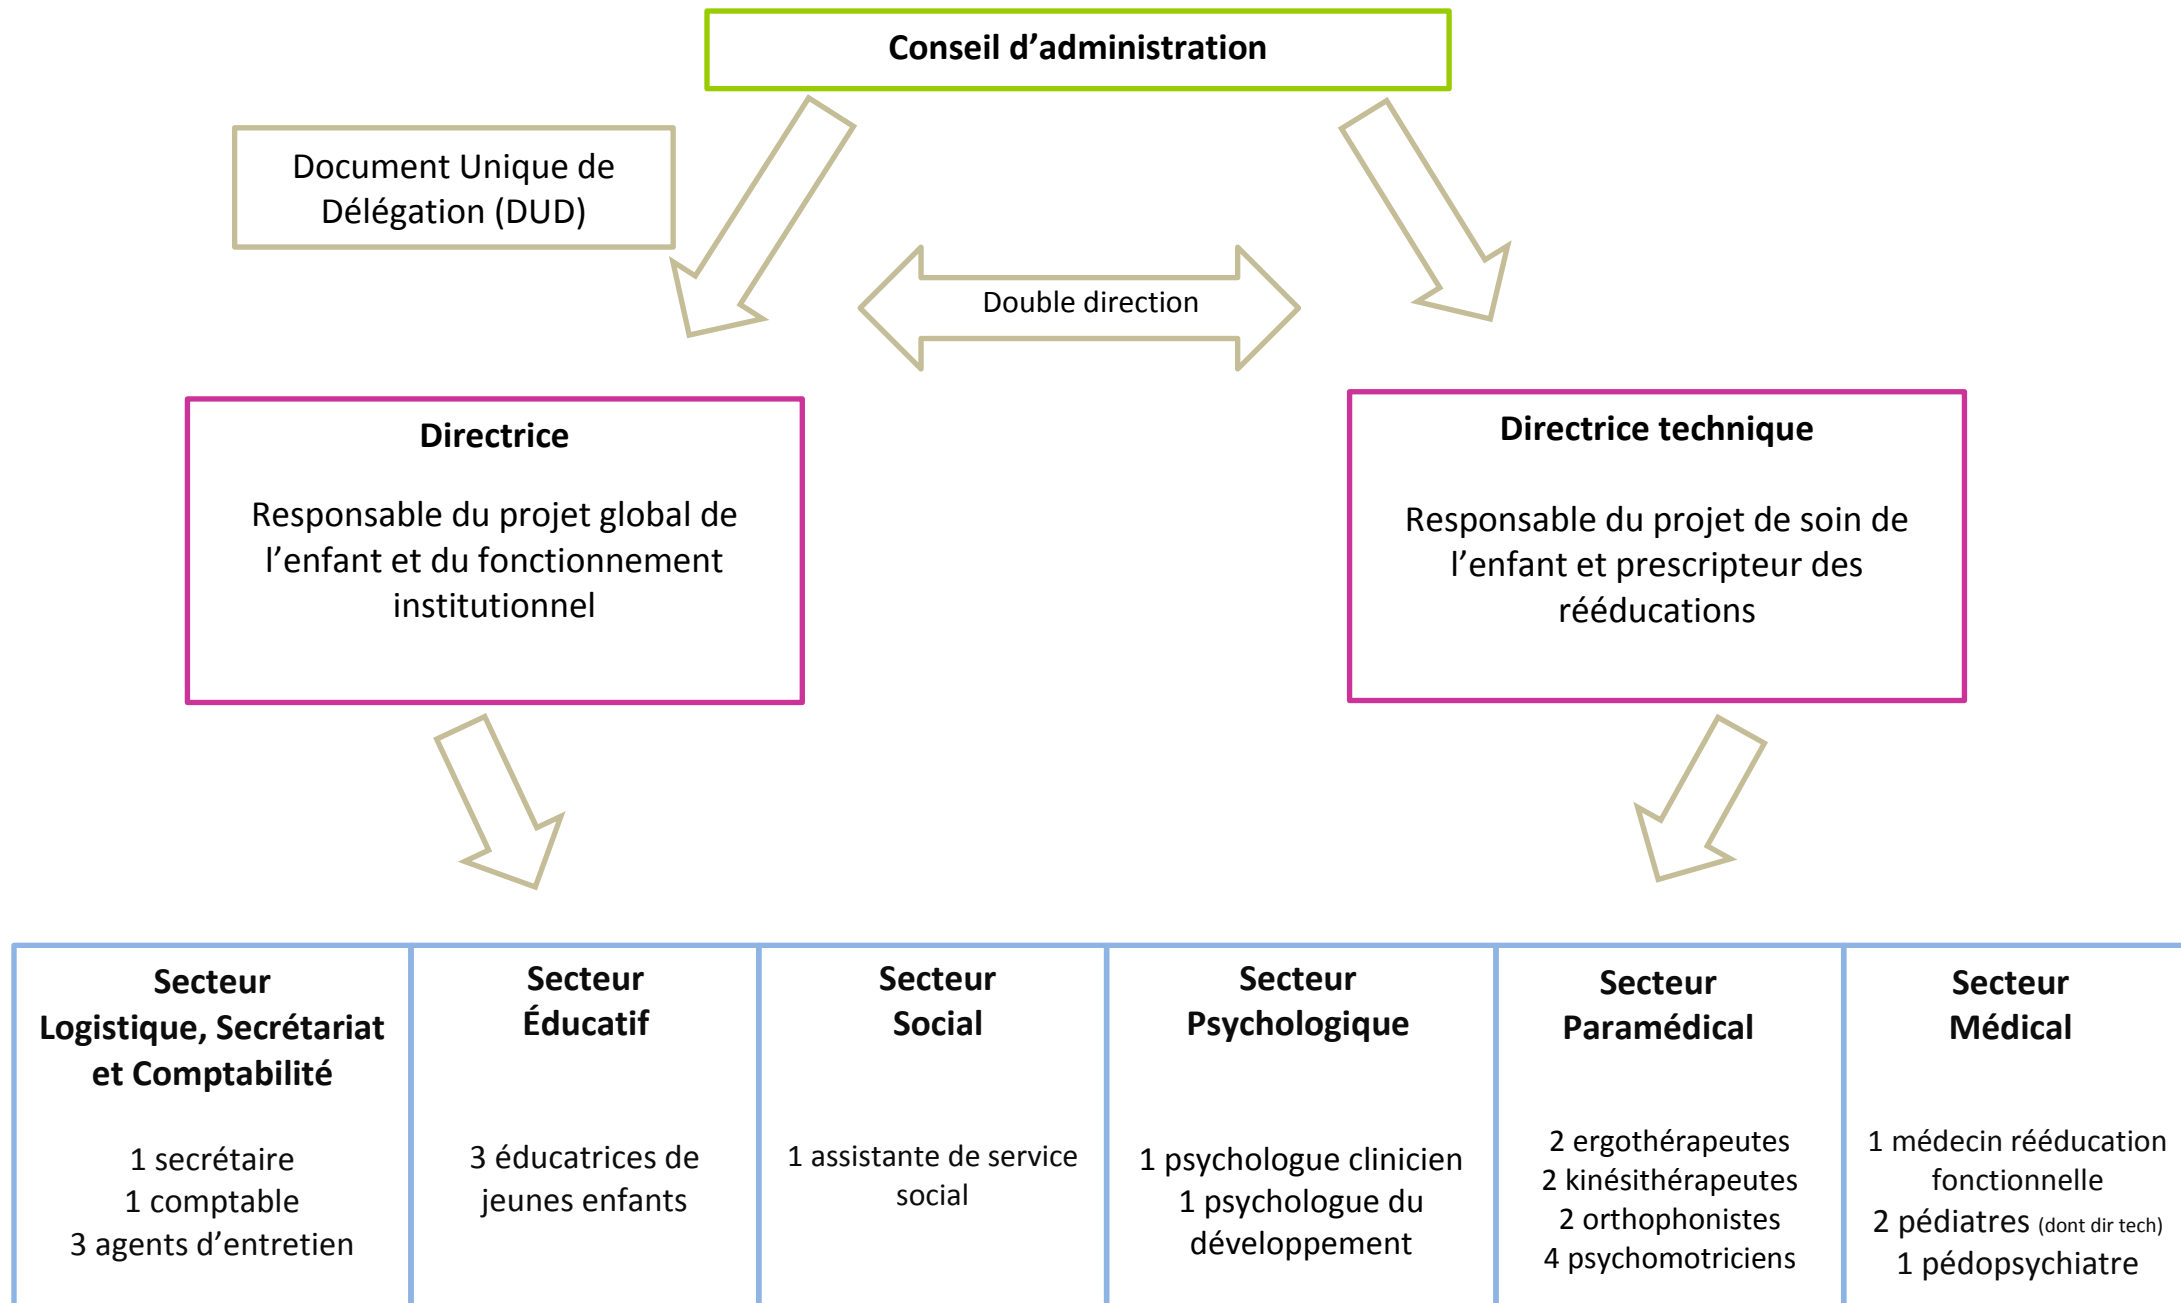 Conseil d’administration
Document Unique de
Délégation (DUD)
Double direction
Directrice
Responsable du projet global de
l’enfant et du fonctionnement
institutionnel
Directrice technique
Responsable du projet de soin de
l’enfant et prescripteur des
rééducations
Secteur
Logistique, Secrétariat
et Comptabilité
1 secrétaire
1 comptable
3 agents d’entretien
Secteur
Éducatif
3 éducatrices de
jeunes enfants
Secteur
Social
1 assistante de service
social
Secteur
Psychologique
1 psychologue clinicien
1 psychologue du
développement
Secteur
Paramédical
2 ergothérapeutes
2 kinésithérapeutes
2 orthophonistes
4 psychomotriciens
Secteur
Médical
1 médecin rééducation
fonctionnelle
2 pédiatres (dont dir tech)
1 pédopsychiatre